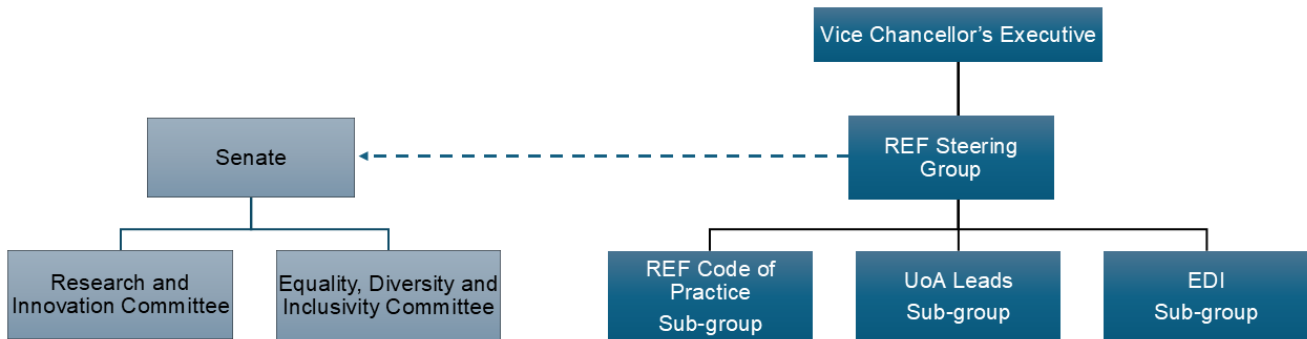 Vice Chancellor’s Executive
Senate
REF Steering
Group
Research and
Innovation Committee
Equality, Diversity and
Inclusivity Committee
REF Code of
Practice
Sub-group
UoA Leads
Sub-group
EDI
Sub-group